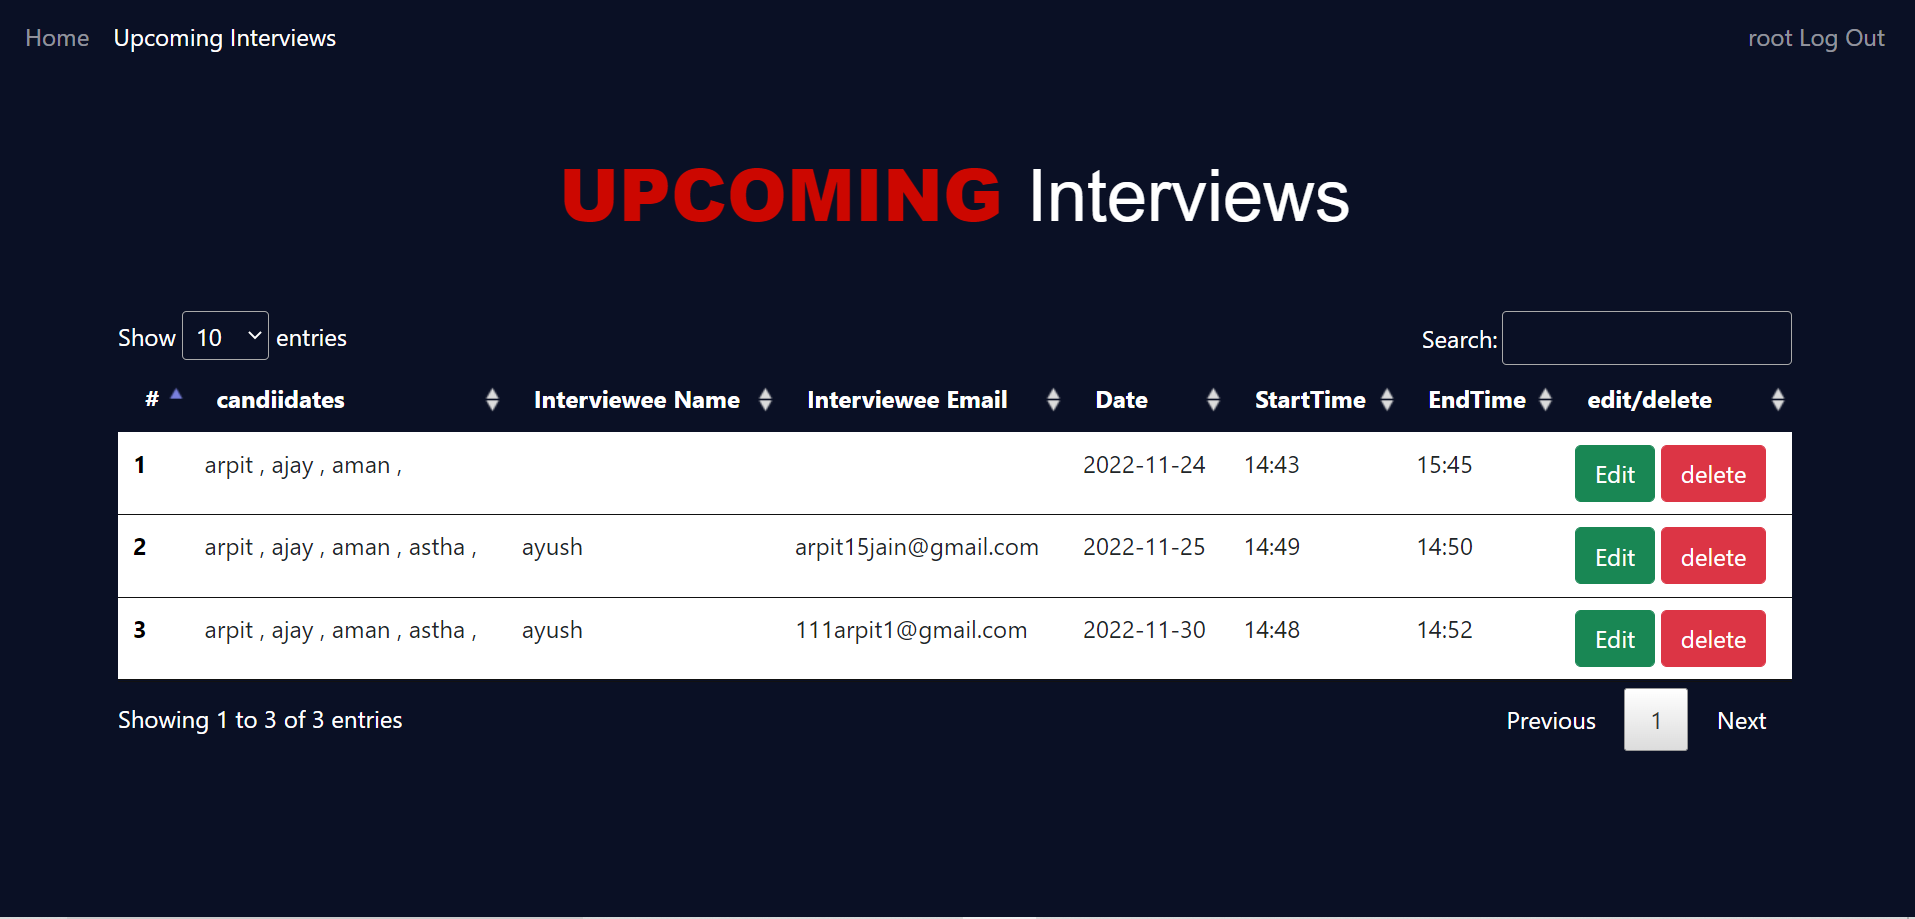 Home Upcoming Interviews root Log Out
UPCOMING Interviews
Show 10 entries Search:
# candiidates Interviewee Name Interviewee Email Date StartTime EndTime edit/delete
1 arpit , ajay , aman , 2022-11-24 14:43 15:45 Edit delete
2 arpit , ajay , aman , astha , ayush arpit15jain@gmail.com 2022-11-25 14:49 14:50 Edit delete
3 arpit , ajay , aman , astha , ayush 111arpit1@gmail.com 2022-11-30 14:48 14:52 Edit delete
Showing 1 to 3 of 3 entries Previous 1 Next